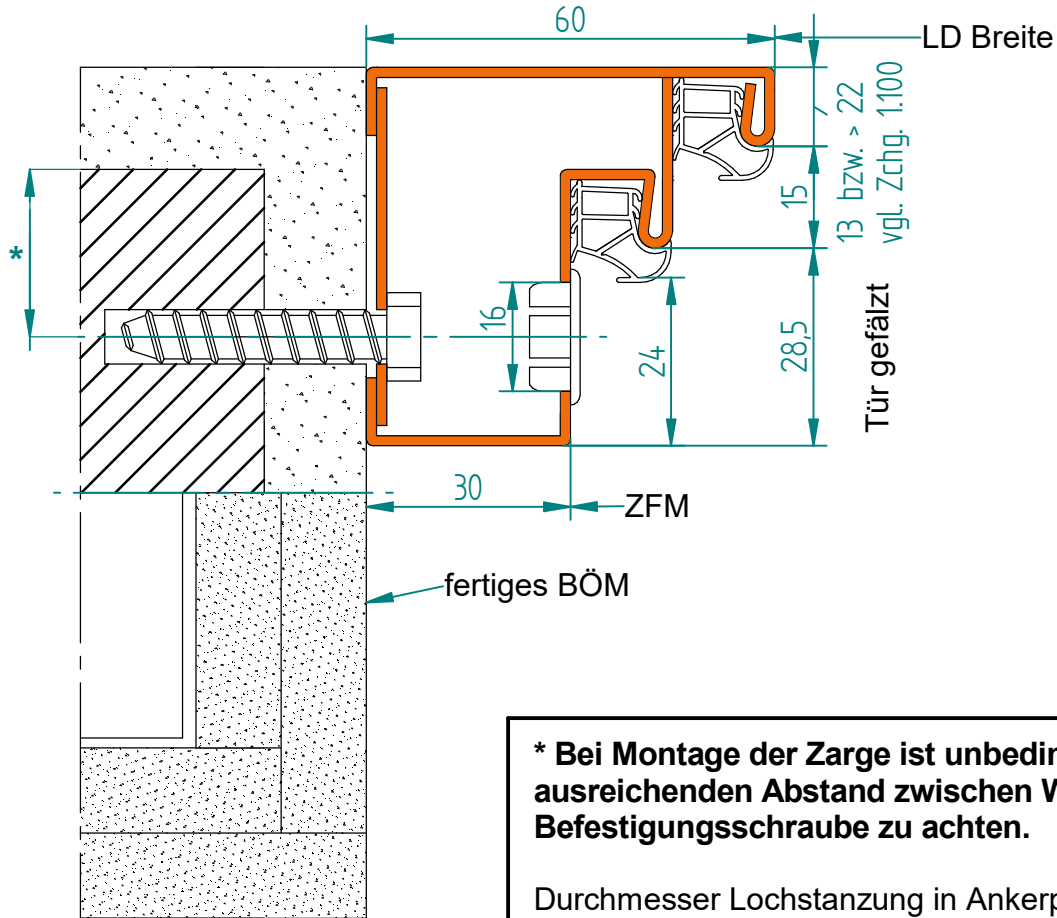 60
LD Breite
13 bzw. > 22
vgl. Zchg. 1.100
15
*
16
24
28,5
Tür gefälzt
30
ZFM
fertiges BÖM
* Bei Montage der Zarge ist unbedin
ausreichenden Abstand zwischen W
Befestigungsschraube zu achten.
Durchmesser Lochstanzung in Ankerp